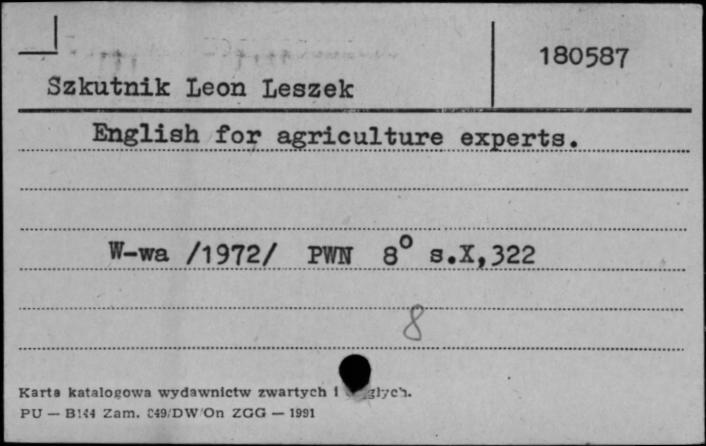 180587
Szkutnik Leon Leszek
English for agriculture experts.
W-wa /1972/ PWN 8° s.X,322
8
Karta katalogowa wydawnictw zwartych i
PU — B144 Zam. 249/DW/On ZGG — 1991